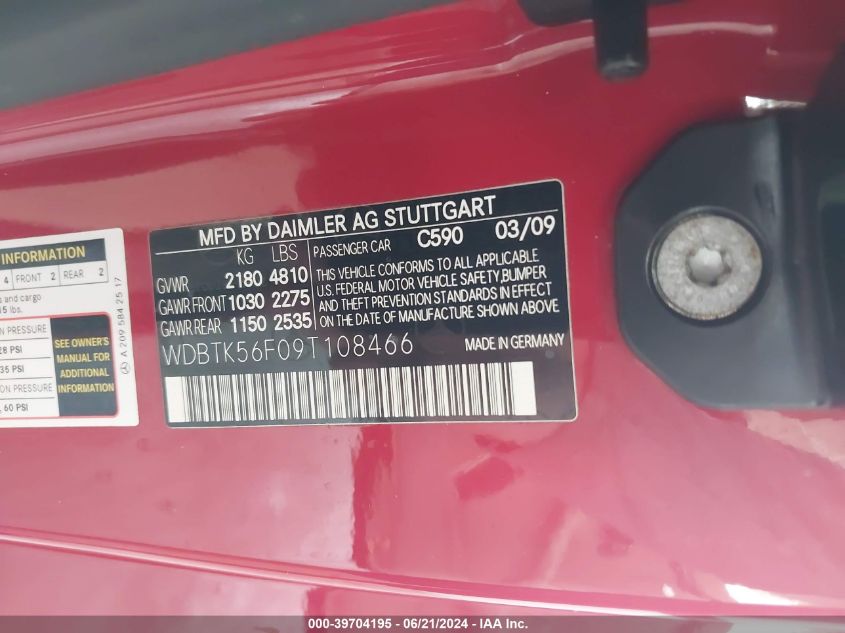 INFORMATION
4 FRONT 2 REAR 2
s and cargo
5 lbs.
ON PRESSURE
28 PSI
35 PSI
ON PRESSURE
60 PSI
SEE OWNER'S
MANUAL FOR
ADDITIONAL
INFORMATION
A 209 584 25 17
MFD BY DAIMLER AG STUTTGART
KG LBS
GVWR 2180 4810
GAWR FRONT 1030 2275
GAWR REAR 1150 2535
PASSENGER CAR C590 03/09
THIS VEHICLE CONFORMS TO ALL APPLICABLE
U.S. FEDERAL MOTOR VEHICLE SAFETY, BUMPER
AND THEFT PREVENTION STANDARDS IN EFFECT
ON THE DATE OF MANUFACTURE SHOWN ABOVE
WDBTK56F09T108466 MADE IN GERMANY
000-39704195 - 06/21/2024 - IAA Inc.